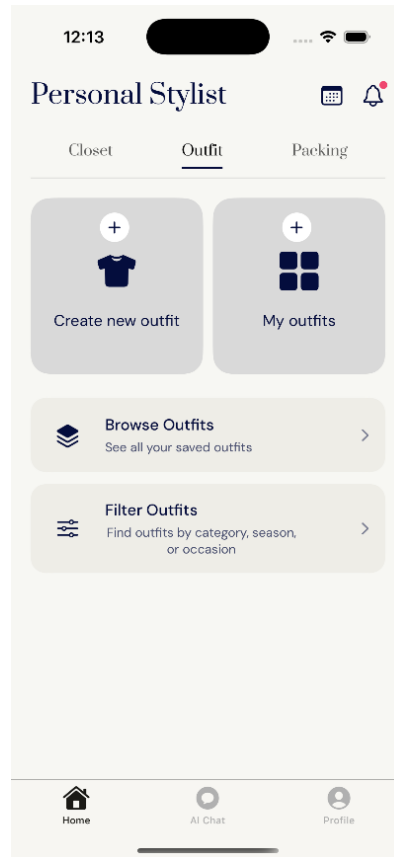 12:13
Personal Stylist
Closet
Outfit
Packing
Create new outfit
My outfits
Browse Outfits
See all your saved outfits
Filter Outfits
Find outfits by category, season,
or occasion
Home
AI Chat
Profile